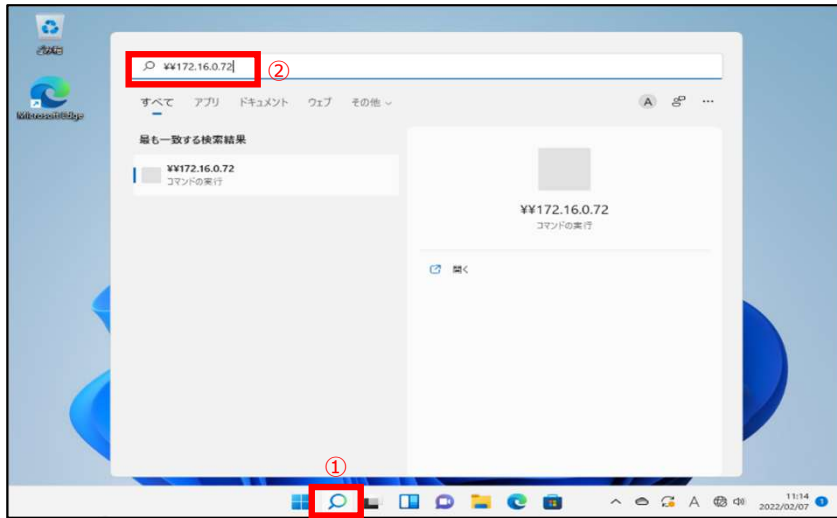 ごみ箱
Microsoft Edge
¥¥172.16.0.72
②
すべて アプリ ドキュメント ウェブ その他
A ...
最も一致する検索結果
¥¥172.16.0.72
コマンドの実行
¥¥172.16.0.72
コマンドの実行
開く
①
A
11:14
2022/02/07
1